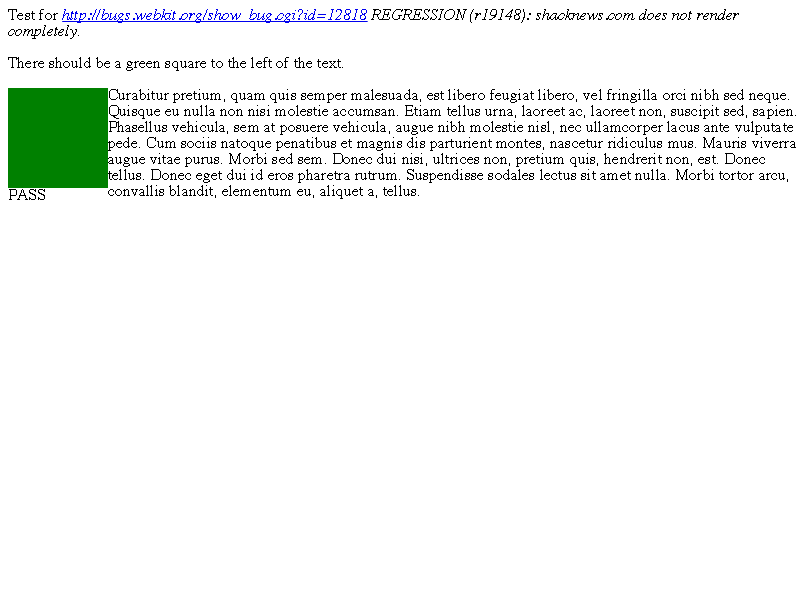 Test for http://bugs.webkit.org/show_bug.cgi?id=12818 REGRESSION (r19148): shacknews.com does not render
completely.
There should be a green square to the left of the text.
Curabitur pretium, quam quis semper malesuada, est libero feugiat libero, vel fringilla orci nibh sed neque.
Quisque eu nulla non nisi molestie accumsan. Etiam tellus urna, laoreet ac, laoreet non, suscipit sed, sapien.
Phasellus vehicula, sem at posuere vehicula, augue nibh molestie nisl, nec ullamcorper lacus ante vulputate
pede. Cum sociis natoque penatibus et magnis dis parturient montes, nascetur ridiculus mus. Mauris viverra
augue vitae purus. Morbi sed sem. Donec dui nisi, ultrices non, pretium quis, hendrerit non, est. Donec
tellus. Donec eget dui id eros pharetra rutrum. Suspendisse sodales lectus sit amet nulla. Morbi tortor arcu,
convallis blandit, elementum eu, aliquet a, tellus.
PASS